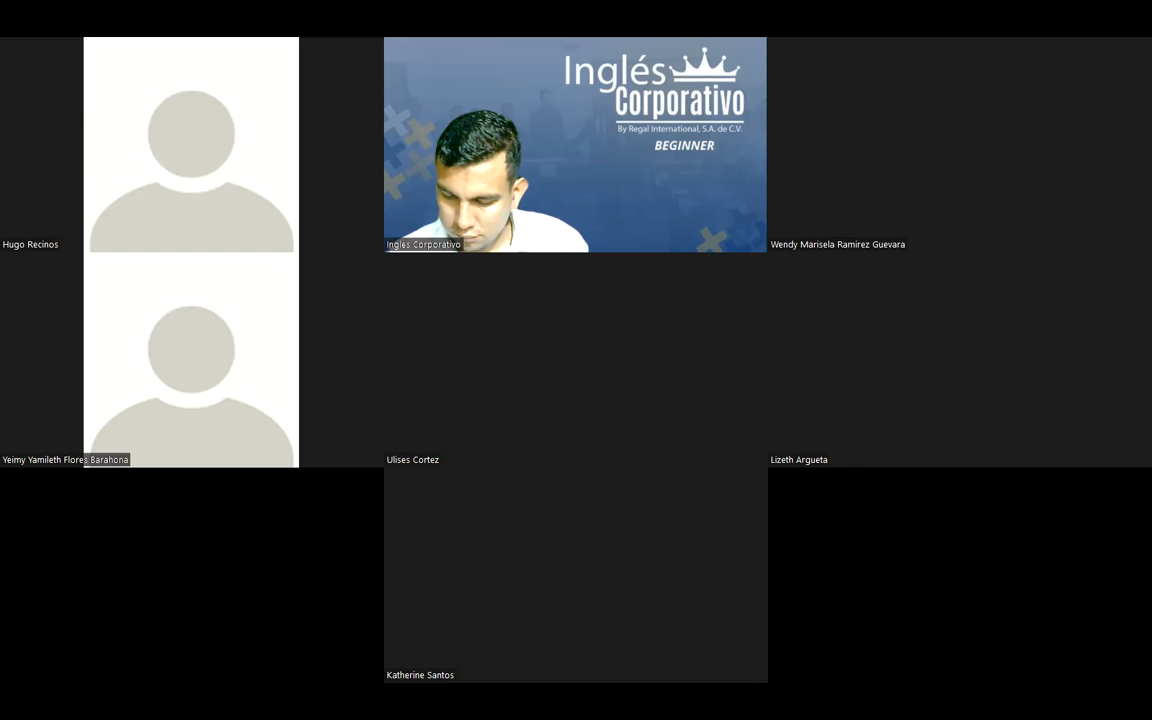 Inglés
Corporativo
By Regal International, S.A. de C.V.
BEGINNER
Hugo Recinos
Ingles Corporativo
Wendy Marisela Ramirez Guevara
Yeimy Yamileth Flores Barahona
Ulises Cortez
Lizeth Argueta
Katherine Santos